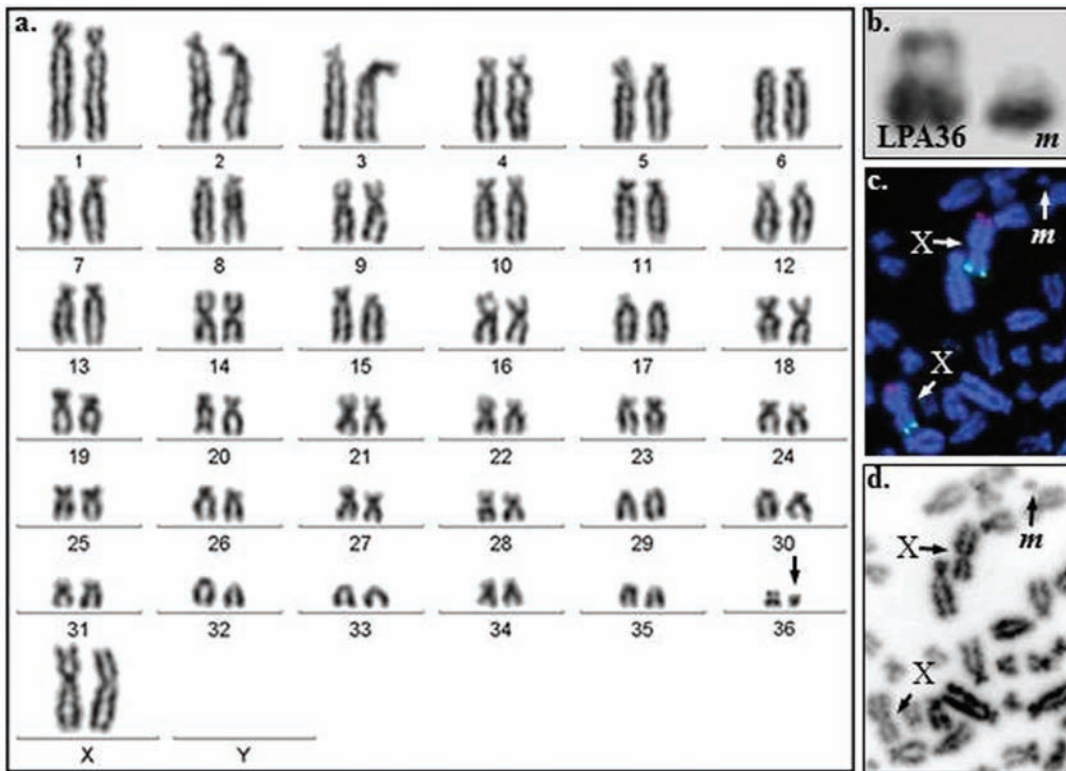 a.
1 2 3 4 5 6
7 8 9 10 11 12
13 14 15 16 17 18
19 20 21 22 23 24
25 26 27 28 29 30
31 32 33 34 35 36
X Y
b.
LPA36 m
c.
m
X
X
d.
X
m
X